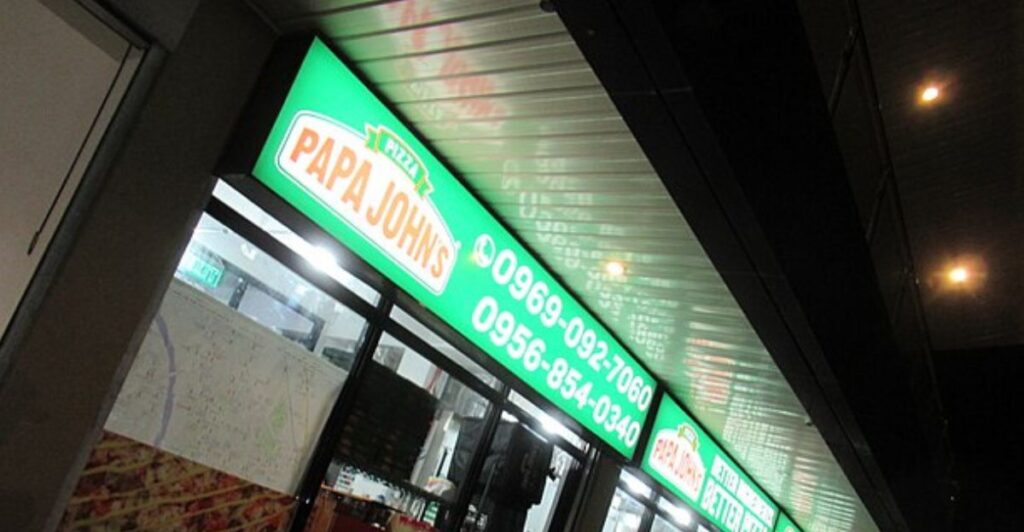 PIZZA
PAPA JOHN'S
0969-092-7060
0956-854-0340
PAPA JOHN'S
BETTER
BETTER